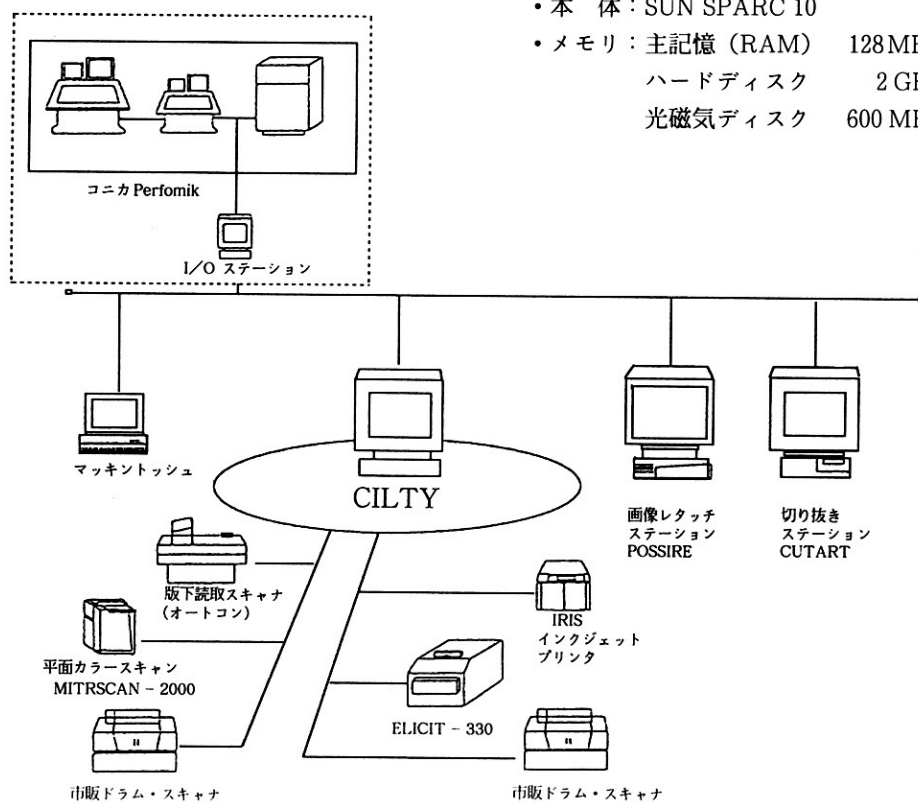 ・本　体：SUN SPARC 10
・メモリ：主記憶（RAM）　128 MB
ハードディスク　2 GB
光磁気ディスク　600 MB
コニカ Perfomik
I／O ステーション
マッキントッシュ
CILTY
画像レタッチ
ステーション
POSSIRE
切り抜き
ステーション
CUTART
版下読取スキャナ
（オートコン）
平面カラースキャン
MITRSCAN－2000
市販ドラム・スキャナ
IRIS
インクジェット
プリンタ
ELICIT－330
市販ドラム・スキャナ